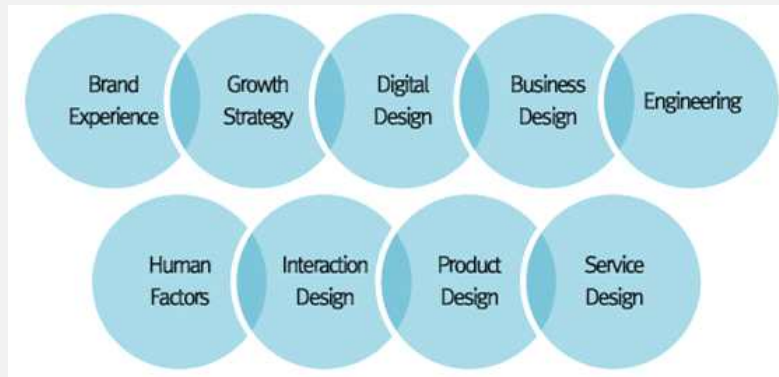 Brand
Experience
Growth
Strategy
Digital
Design
Business
Design
Engineering
Human
Factors
Interaction
Design
Product
Design
Service
Design